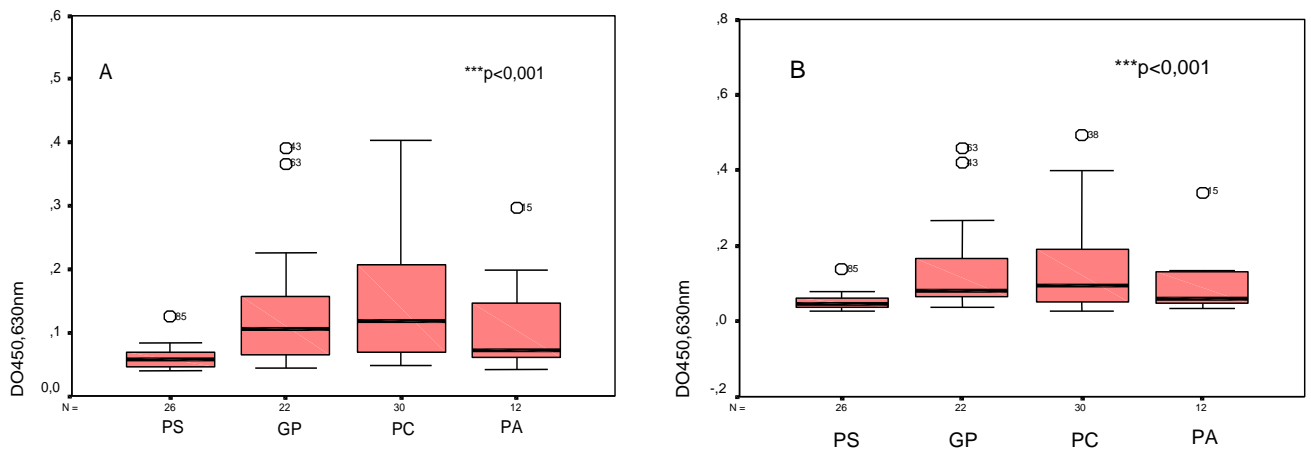 ,6
,5
,4
,3
,2
,1
0,0
DO450,630nm
A
***p<0,001
43
63
15
85
N =
26
22
30
12
PS
GP
PC
PA
,8
,6
,4
,2
,0
-,2
DO450,630nm
B
***p<0,001
63
43
38
15
85
N =
26
22
30
12
PS
GP
PC
PA